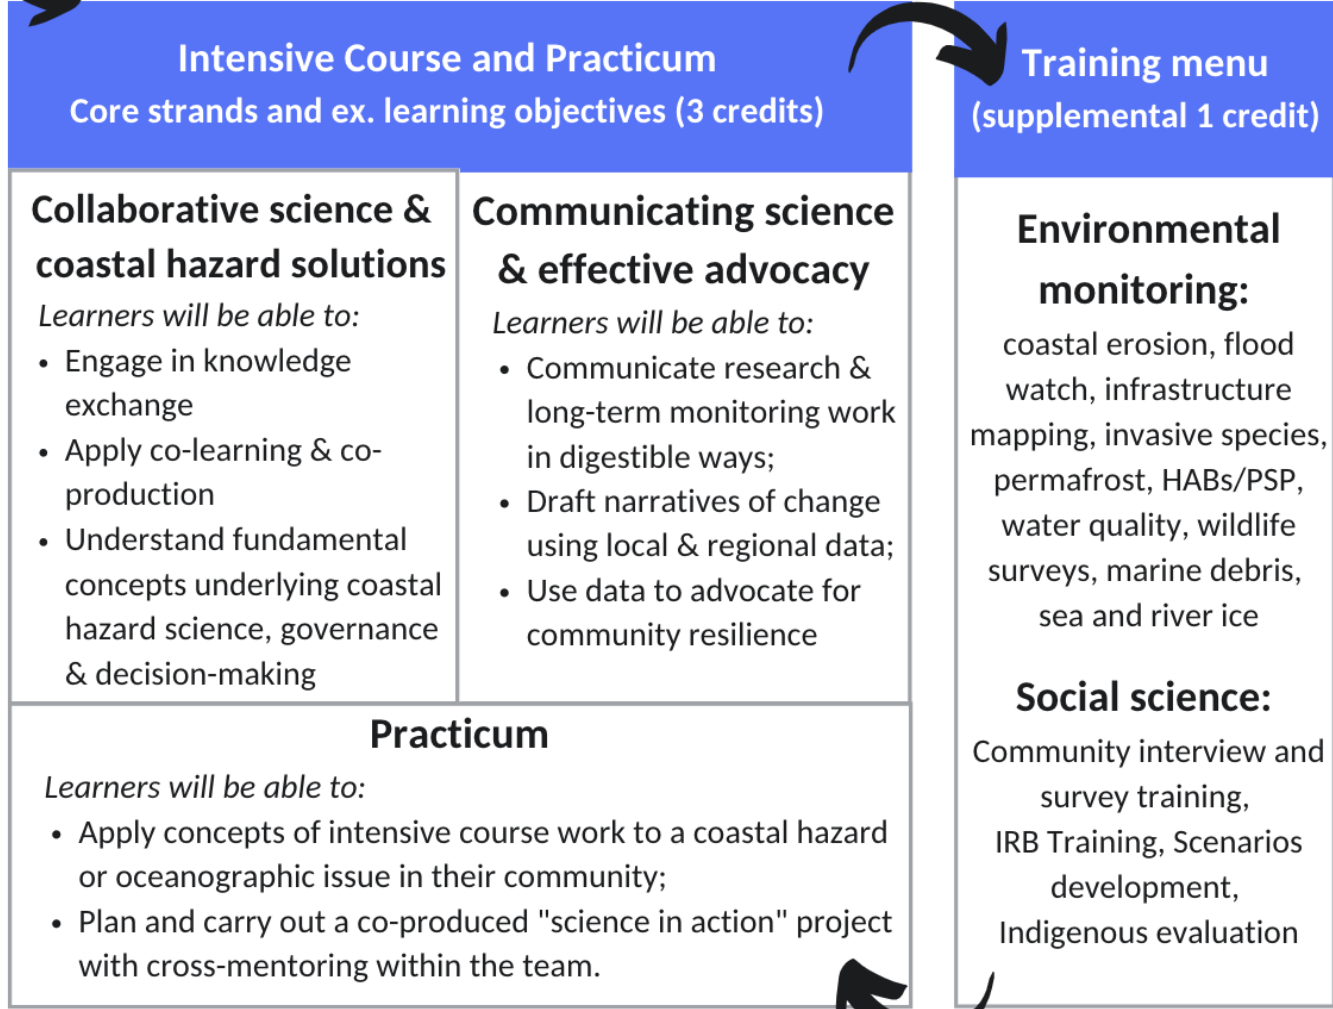 Intensive Course and Practicum
Core strands and ex. learning objectives (3 credits)
Collaborative science &
coastal hazard solutions
Learners will be able to:
• Engage in knowledge
exchange
• Apply co-learning & co-
production
• Understand fundamental
concepts underlying coastal
hazard science, governance
& decision-making
Communicating science
& effective advocacy
Learners will be able to:
• Communicate research &
long-term monitoring work
in digestible ways;
• Draft narratives of change
using local & regional data;
• Use data to advocate for
community resilience
Practicum
Learners will be able to:
• Apply concepts of intensive course work to a coastal hazard
or oceanographic issue in their community;
• Plan and carry out a co-produced "science in action" project
with cross-mentoring within the team.
Training menu
(supplemental 1 credit)
Environmental
monitoring:
coastal erosion, flood
watch, infrastructure
mapping, invasive species,
permafrost, HABs/PSP,
water quality, wildlife
surveys, marine debris,
sea and river ice
Social science:
Community interview and
survey training,
IRB Training, Scenarios
development,
Indigenous evaluation